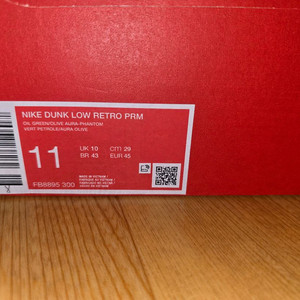 NIKE DUNK LOW RETRO PRM
OIL GREEN/OLIVE AURA-PHANTOM
VERT PETROLE/AURA OLIVE
11
UK 10
CM 29
BR 43
EUR 45
FB8895 300
MADE IN VIETNAM